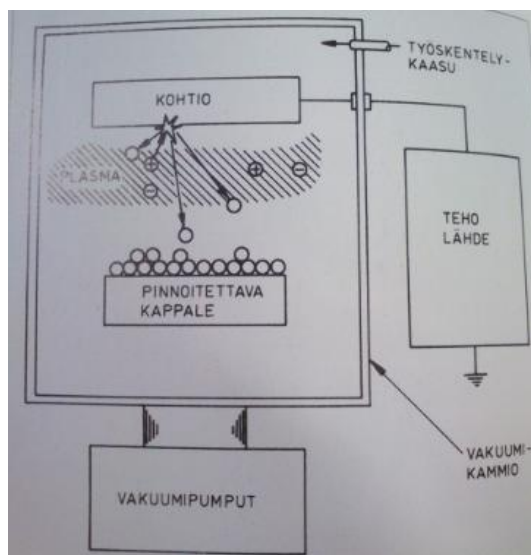 TYÖSKENTELY-
KAASU
KOHTIO
PLASMA
TEHO
LÄHDE
PINNOITETTAVA
KAPPALE
VAKUUMI-
KAMMIO
VAKUUMIPUMPUT